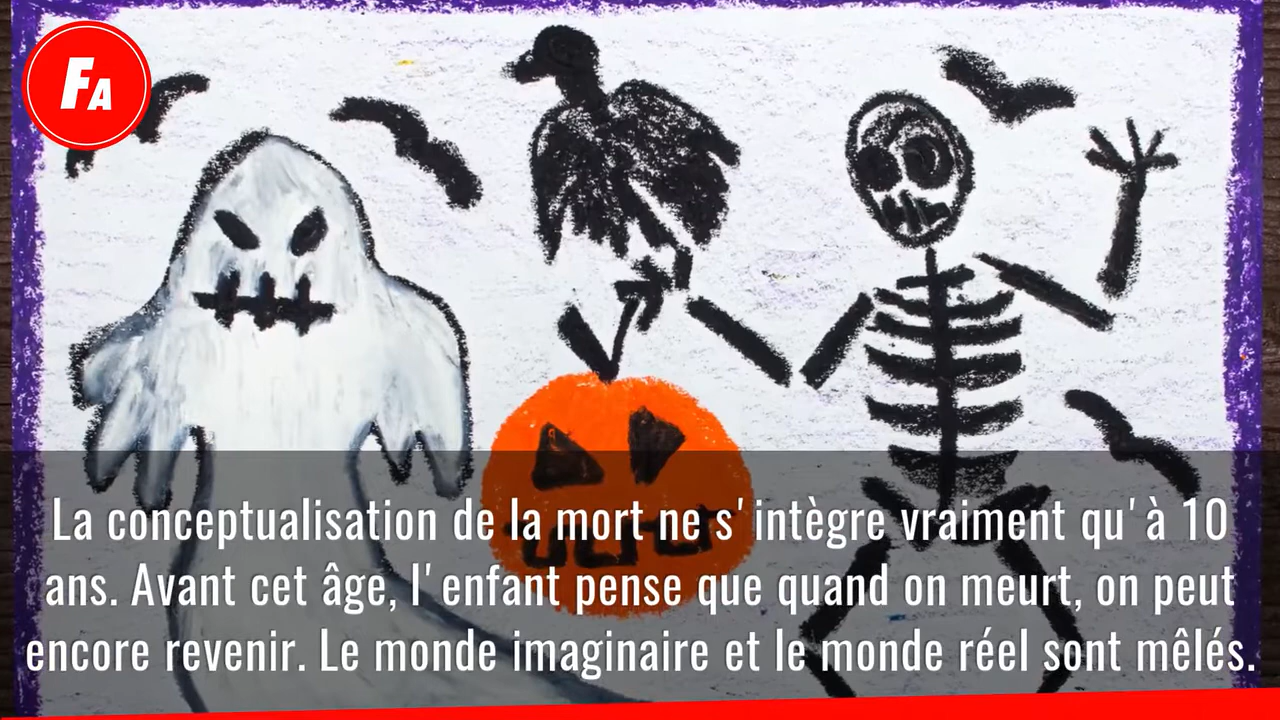 FA
La conceptualisation de la mort ne s'intègre vraiment qu'à 10
ans. Avant cet âge, l'enfant pense que quand on meurt, on peut
encore revenir. Le monde imaginaire et le monde réel sont mêlés.